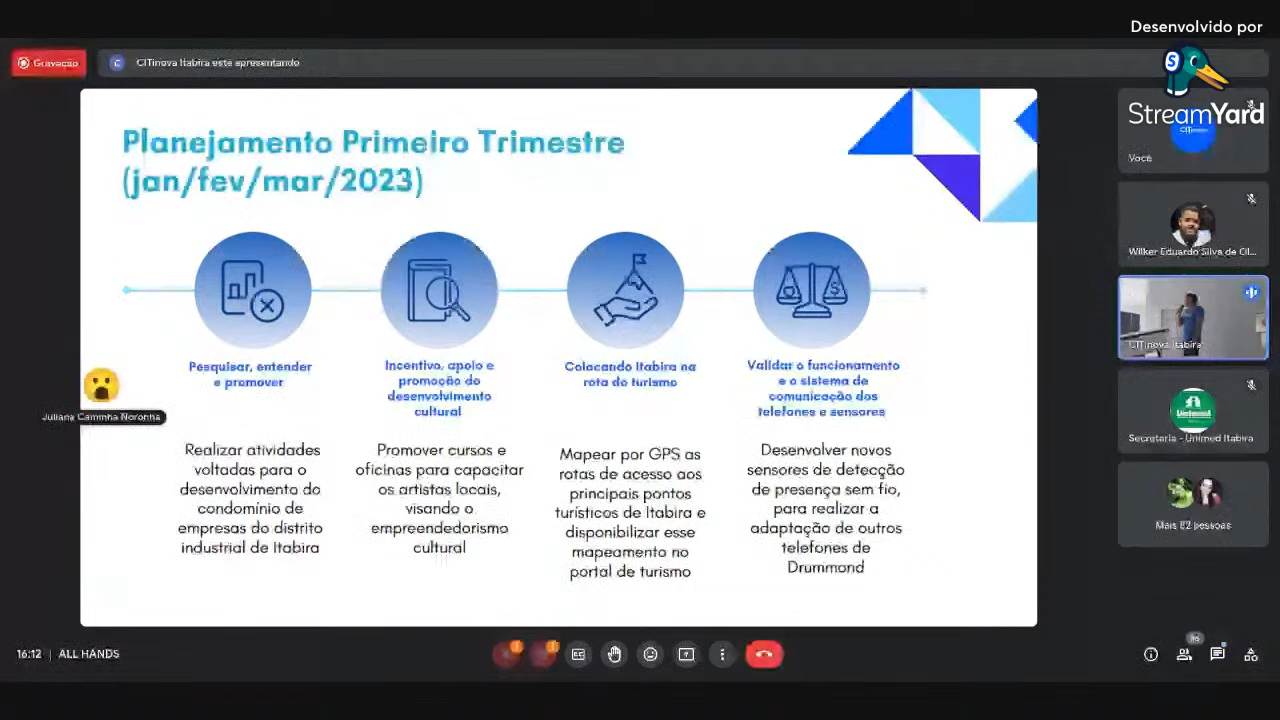 Desenvolvido por
StreamYard
Gravação
CITinova Itabira está apresentando
Planejamento Primeiro Trimestre
(jan/fev/mar/2023)
Pesquisar, entender
e promover
Incentivo, apoio e
promoção do
desenvolvimento
cultural
Colocando Itabira na
rota do turismo
Validar o funcionamento
e o sistema de
comunicação dos
telefones e sensores
Realizar atividades
voltadas para o
desenvolvimento do
condomínio de
empresas do distrito
industrial de Itabira
Promover cursos e
oficinas para capacitar
os artistas locais,
visando o
empreendedorismo
cultural
Mapear por GPS as
rotas de acesso aos
principais pontos
turísticos de Itabira e
disponibilizar esse
mapeamento no
portal de turismo
Desenvolver novos
sensores de detecção
de presença sem fio,
para realizar a
adaptação de outros
telefones de
Drummond
Juliana Caminha Noronha
Você
Wilker Eduardo Silva de Ol...
CITinova Itabira
Unimed
Secretaria - Unimed Itabira
Mais 82 pessoas
16:12 | ALL HANDS